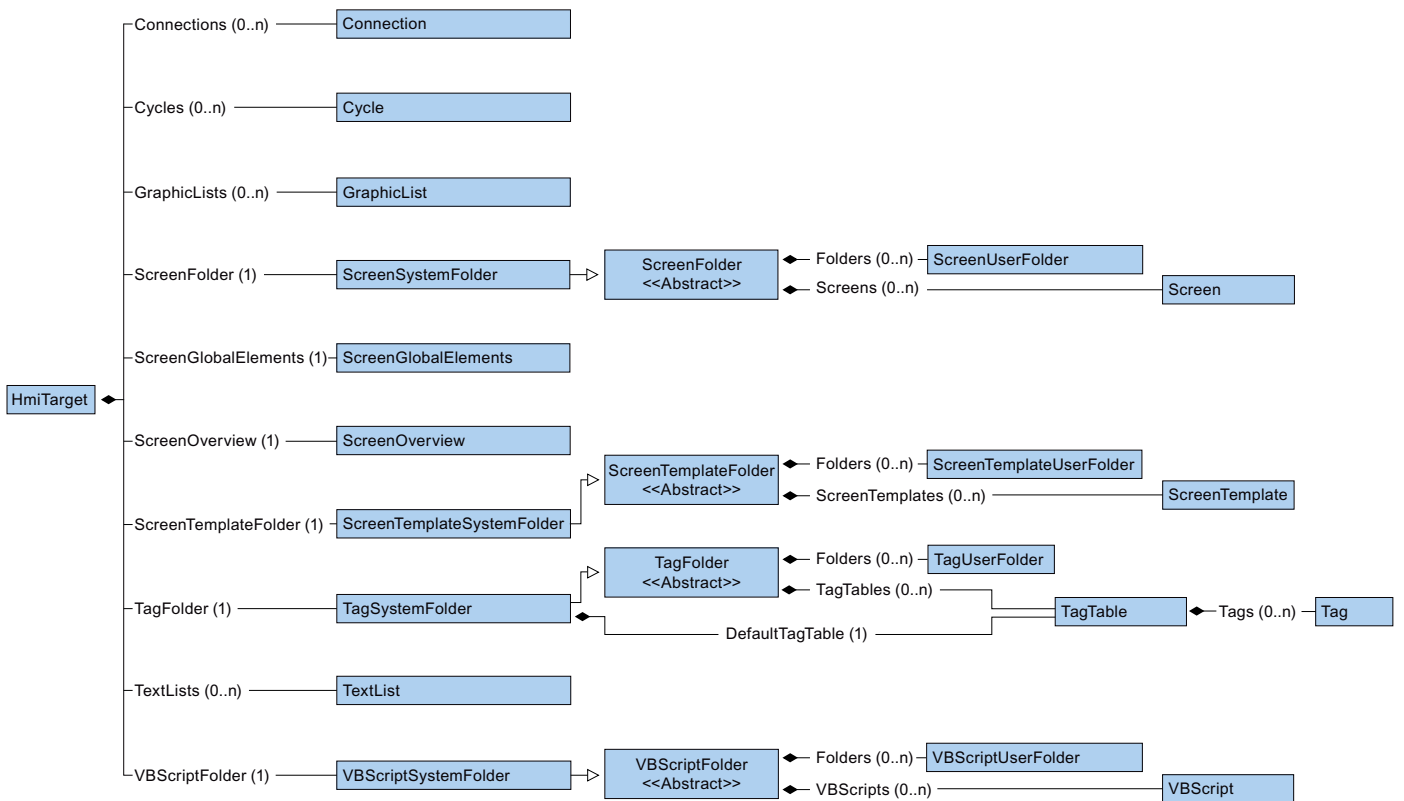 Connections (0..n) Connection
Cycles (0..n) Cycle
GraphicLists (0..n) GraphicList
ScreenFolder (1) ScreenSystemFolder
ScreenFolder
<<Abstract>>
Folders (0..n) ScreenUserFolder
Screens (0..n) Screen
ScreenGlobalElements (1) ScreenGlobalElements
HmiTarget
ScreenOverview (1) ScreenOverview
ScreenTemplateFolder
<<Abstract>>
Folders (0..n) ScreenTemplateUserFolder
ScreenTemplates (0..n) ScreenTemplate
ScreenTemplateFolder (1) ScreenTemplateSystemFolder
TagFolder
<<Abstract>>
Folders (0..n) TagUserFolder
TagTables (0..n)
TagFolder (1) TagSystemFolder
TagTable Tags (0..n) Tag
DefaultTagTable (1)
TextLists (0..n) TextList
VBScriptFolder (1) VBScriptSystemFolder
VBScriptFolder
<<Abstract>>
Folders (0..n) VBScriptUserFolder
VBScripts (0..n) VBScript